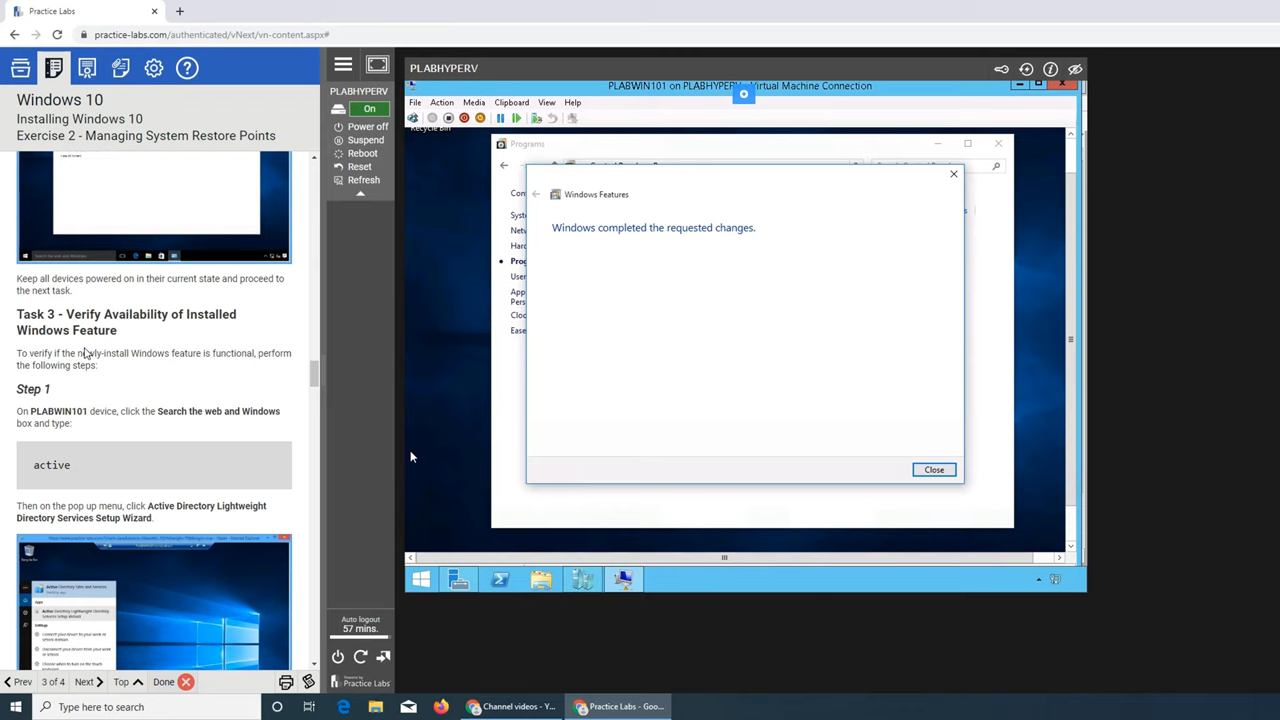 Practice Labs
practice-labs.com/authenticated/vNext/vn-content.aspx#
Windows 10
Installing Windows 10
Exercise 2 - Managing System Restore Points
Keep all devices powered on in their current state and proceed to
the next task.
Task 3 - Verify Availability of Installed
Windows Feature
To verify if the newly-install Windows feature is functional, perform
the following steps:
Step 1
On PLABWIN101 device, click the Search the web and Windows
box and type:
active
Then on the pop up menu, click Active Directory Lightweight
Directory Services Setup Wizard.
Prev
3 of 4
Next
Top
Done
PLABHYPERV
On
Power off
Suspend
Reboot
Reset
Refresh
Auto logout
57 mins.
Powered by
Practice Labs
PLABHYPERV
PLABWIN101 on PLABHYPERV - Virtual Machine Connection
File Action Media Clipboard View Help
Recycle Bin
Programs
Windows Features
Windows completed the requested changes.
Close
Type here to search
Channel videos - Y...
Practice Labs - Goo...